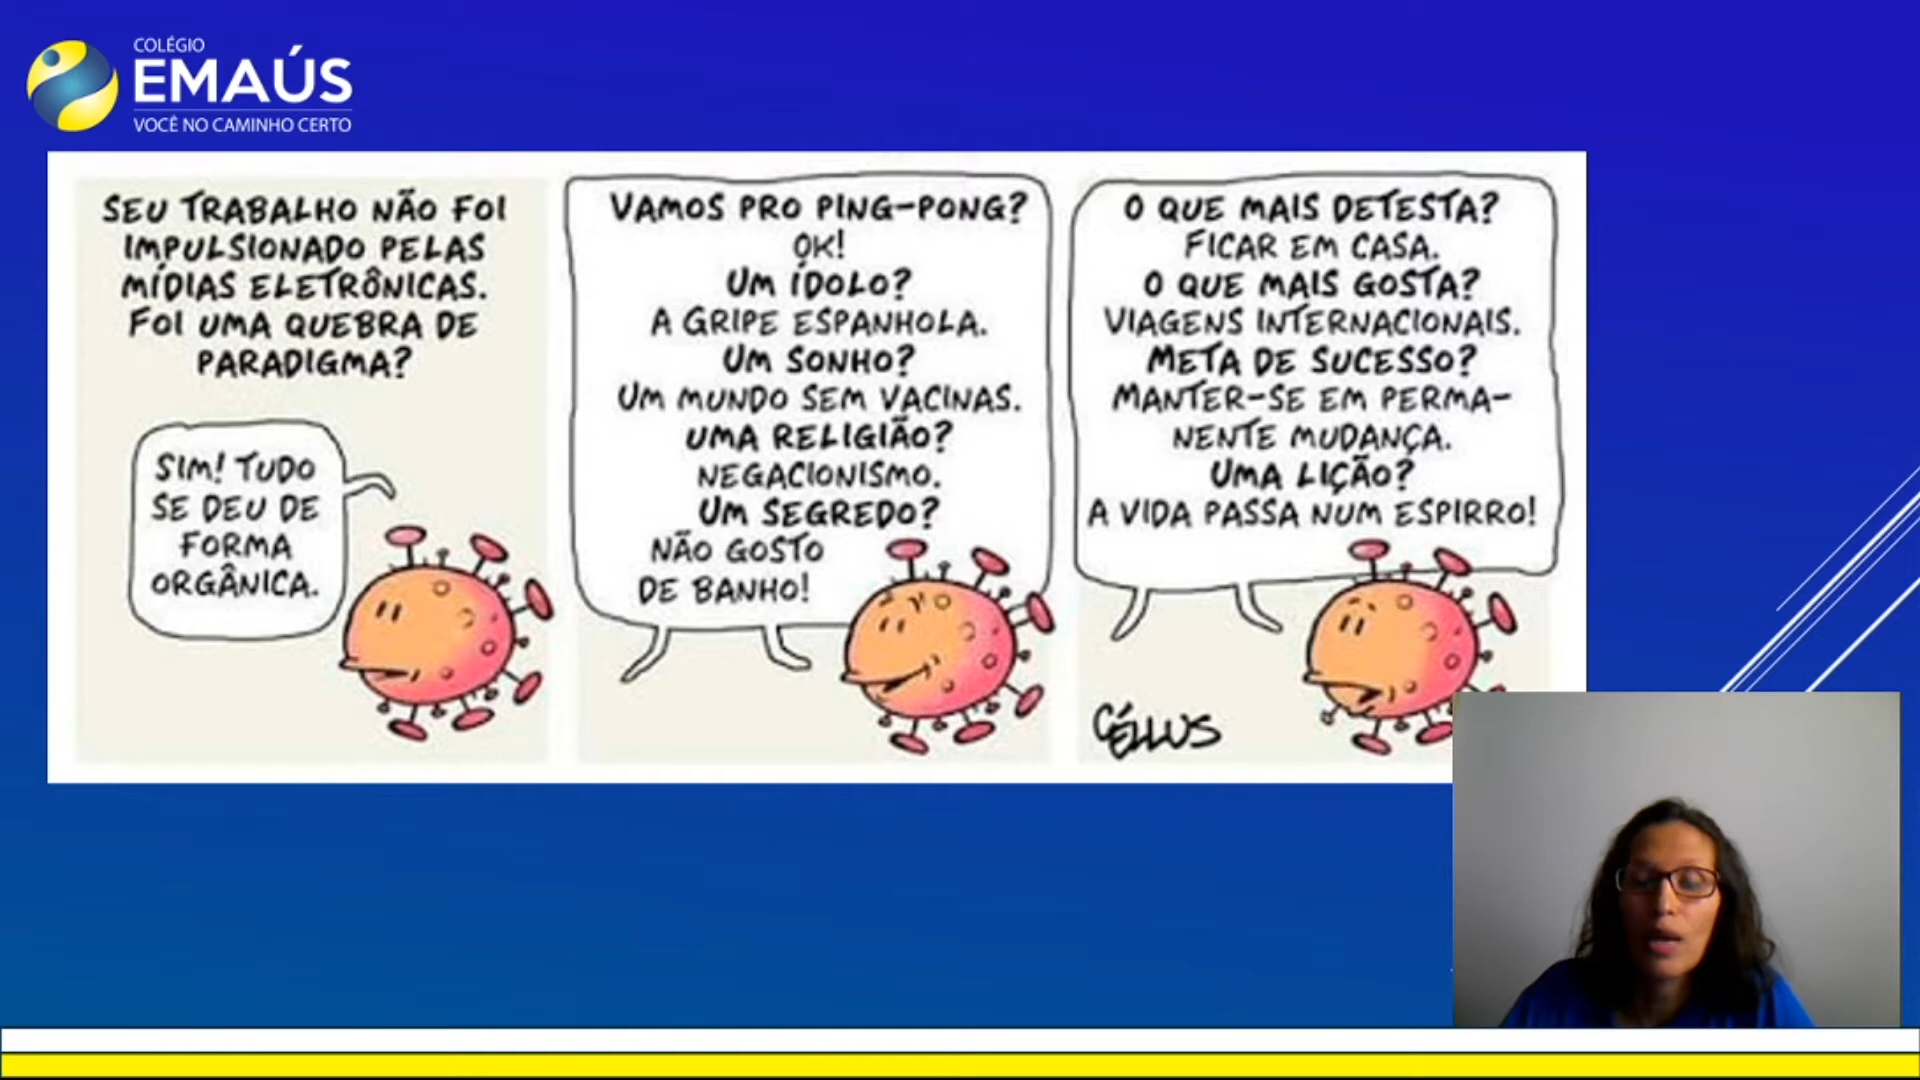 COLÉGIO
EMAÚS
VOCÊ NO CAMINHO CERTO
SEU TRABALHO NÃO FOI
IMPULSIONADO PELAS
MÍDIAS ELETRÔNICAS.
FOI UMA QUEBRA DE
PARADIGMA?
SIM! TUDO
SE DEU DE
FORMA
ORGÂNICA.
VAMOS PRO PING-PONG?
OK!
UM ÍDOLO?
A GRIPE ESPANHOLA.
UM SONHO?
UM MUNDO SEM VACINAS.
UMA RELIGIÃO?
NEGACIONISMO.
UM SEGREDO?
NÃO GOSTO
DE BANHO!
O QUE MAIS DETESTA?
FICAR EM CASA.
O QUE MAIS GOSTA?
VIAGENS INTERNACIONAIS.
META DE SUCESSO?
MANTER-SE EM PERMA-
NENTE MUDANÇA.
UMA LIÇÃO?
A VIDA PASSA NUM ESPIRRO!
CÉLLUS